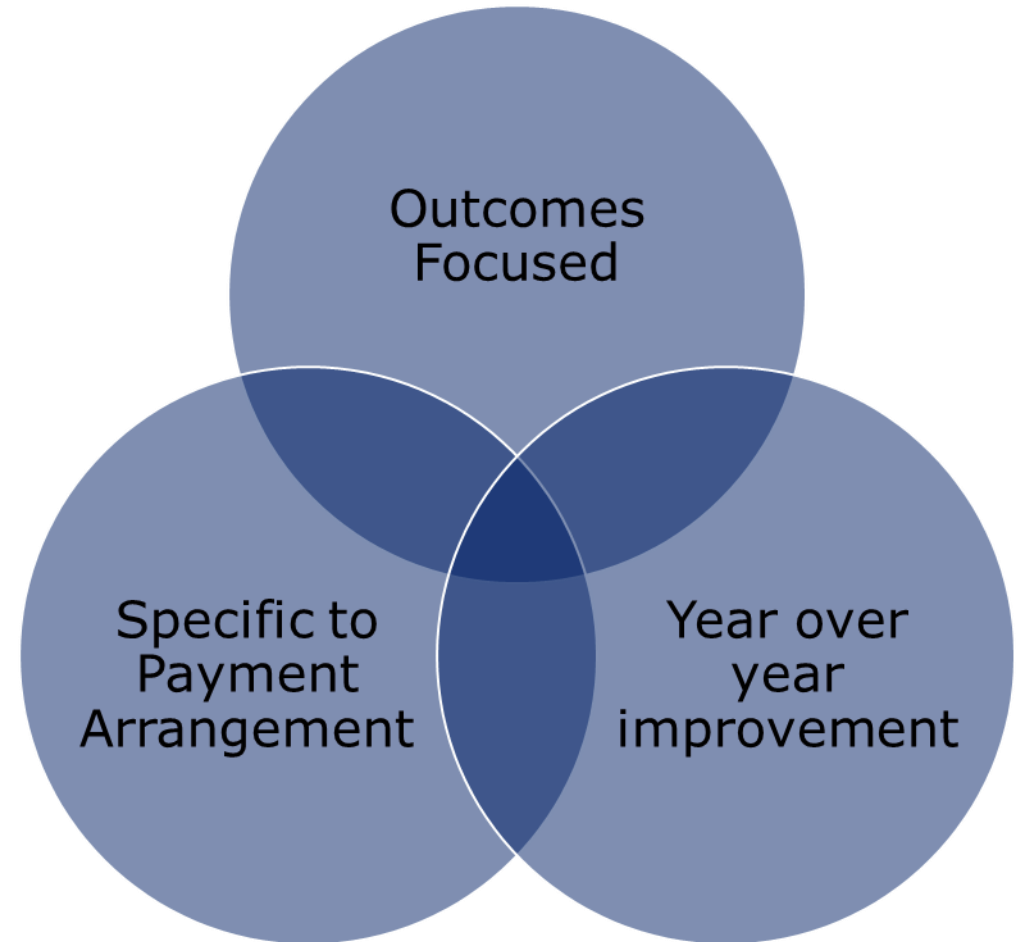 Outcomes
Focused
Specific to
Payment
Arrangement
Year over
year
improvement